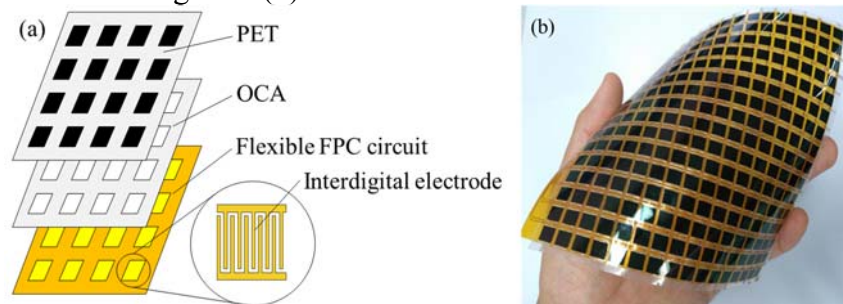 (a)
PET
OCA
Flexible FPC circuit
Interdigital electrode
(b)